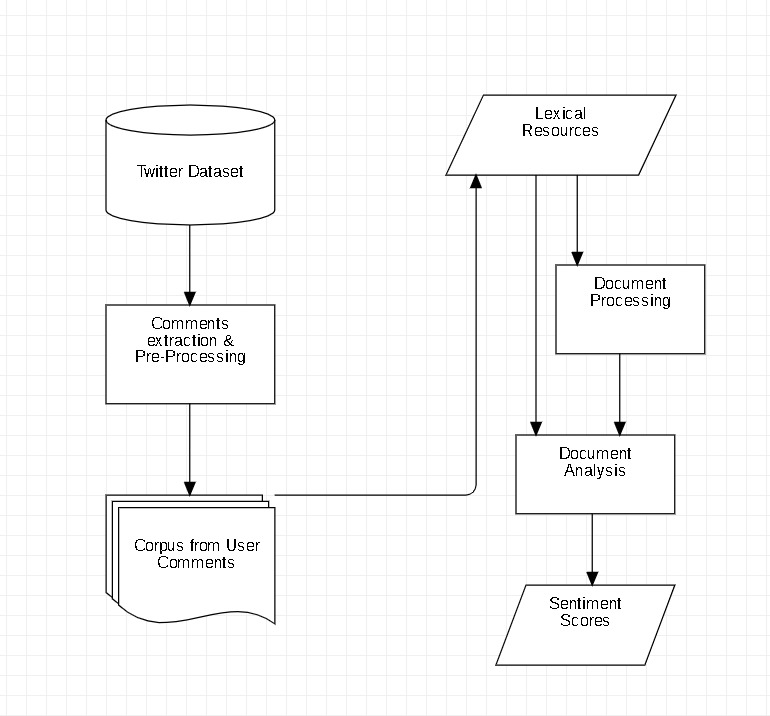 Twitter Dataset
Comments
extraction &
Pre-Processing
Corpus from User
Comments
Lexical
Resources
Document
Processing
Document
Analysis
Sentiment
Scores